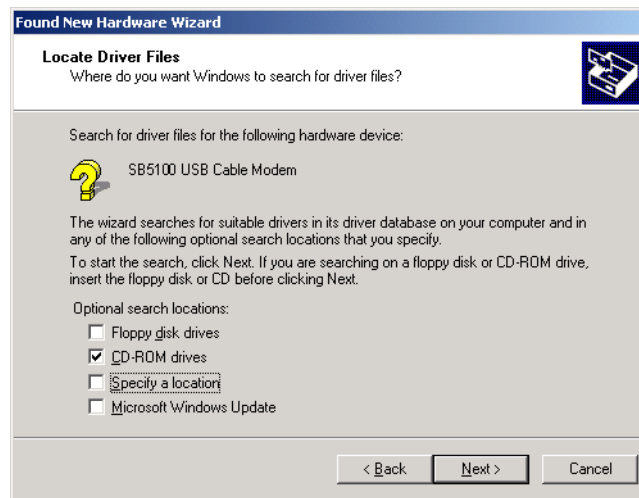 Found New Hardware Wizard
Locate Driver Files
Where do you want Windows to search for driver files?
Search for driver files for the following hardware device:
SB5100 USB Cable Modem
The wizard searches for suitable drivers in its driver database on your computer and in
any of the following optional search locations that you specify.
To start the search, click Next. If you are searching on a floppy disk or CD-ROM drive,
insert the floppy disk or CD before clicking Next.
Optional search locations:
Floppy disk drives
CD-ROM drives
Specify a location
Microsoft Windows Update
< Back Next > Cancel